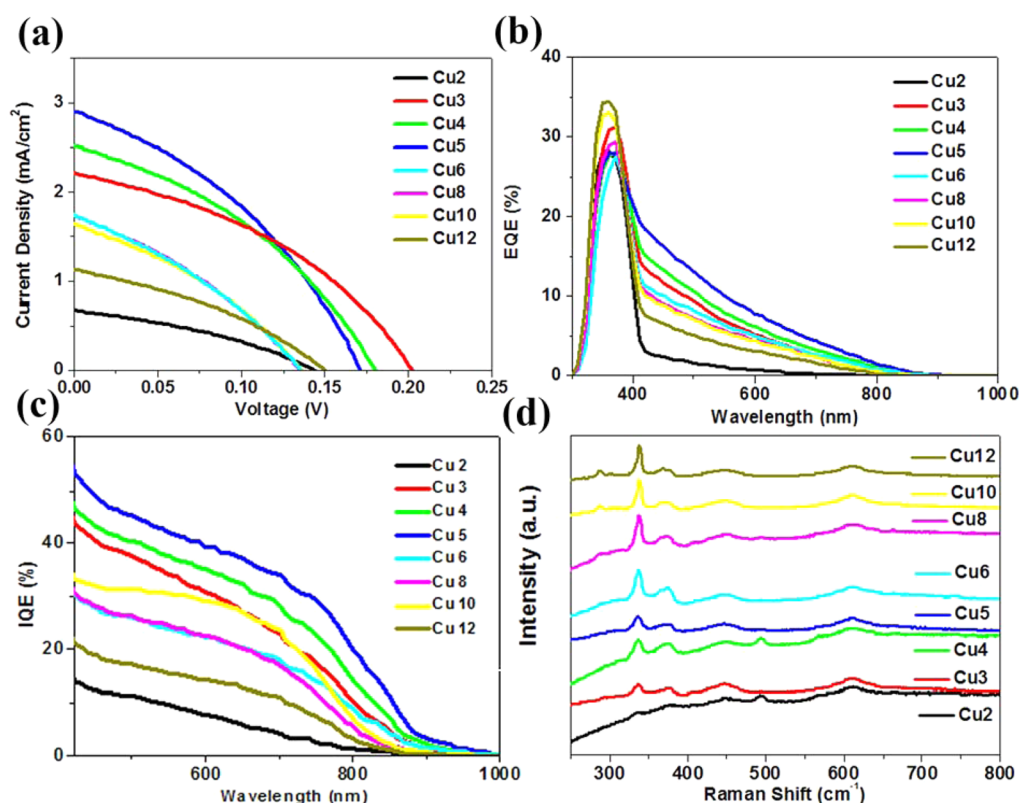 (a)
Current Density (mA/cm²)
3
2
1
0
0.00 0.05 0.10 0.15 0.20 0.25
Voltage (V)
Cu2
Cu3
Cu4
Cu5
Cu6
Cu8
Cu10
Cu12
(b)
EQE (%)
40
30
20
10
0
400 600 800 1000
Wavelength (nm)
Cu2
Cu3
Cu4
Cu5
Cu6
Cu8
Cu10
Cu12
(c)
IQE (%)
60
40
20
0
600 800 1000
Wavelength (nm)
Cu 2
Cu 3
Cu 4
Cu 5
Cu 6
Cu 8
Cu 10
Cu 12
(d)
Intensity (a.u.)
Cu12
Cu10
Cu8
Cu6
Cu5
Cu4
Cu3
Cu2
300 400 500 600 700 800
Raman Shift (cm⁻¹)